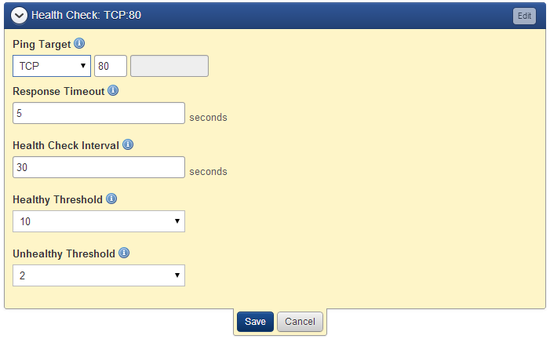 Health Check: TCP:80 Edit
Ping Target i
TCP 80
Response Timeout i
5 seconds
Health Check Interval i
30 seconds
Healthy Threshold i
10
Unhealthy Threshold i
2
Save Cancel